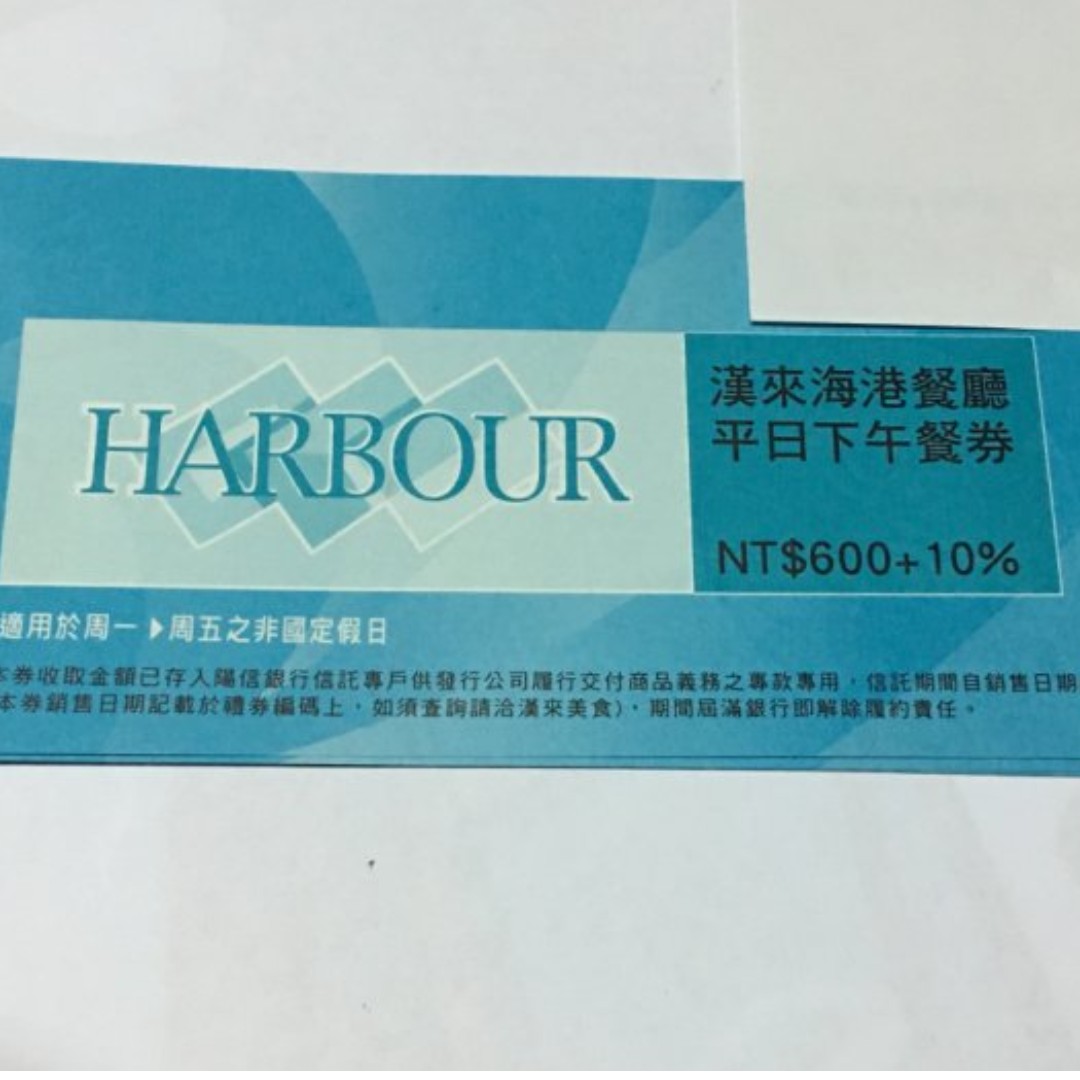 HARBOUR
漢來海港餐廳
平日下午餐券
NT$600+10%
適用於周一▶周五之非國定假日
本券收取金額已存入陽信銀行信託專戶供發行公司履行交付商品義務之專款專用，信託期間自銷售日期
本券銷售日期記載於禮券編碼上，如須查詢請洽漢來美食)，期間屆滿銀行即解除履約責任。